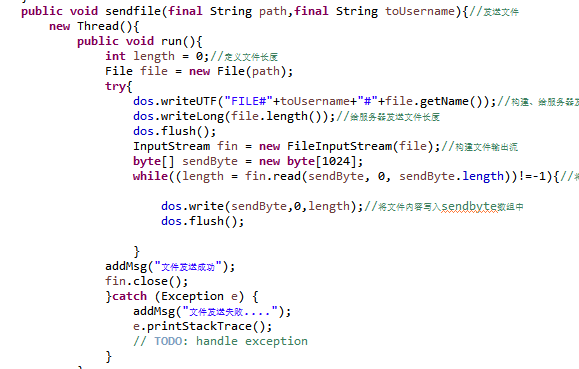 public void sendfile(final String path,final String toUsername){//发送文件
new Thread(){
public void run(){
int length = 0;//定义文件长度
File file = new File(path);
try{
dos.writeUTF("FILE#"+toUsername+"#"+file.getName());//构建、给服务器发
dos.writeLong(file.length());//给服务器发送文件长度
dos.flush();
InputStream fin = new FileInputStream(file);//构建文件输出流
byte[] sendByte = new byte[1024];
while((length = fin.read(sendByte, 0, sendByte.length))!=-1){//将
dos.write(sendByte,0,length);//将文件内容写入sendbyte数组中
dos.flush();
}
addMsg("文件发送成功");
fin.close();
}catch (Exception e) {
addMsg("文件发送失败....");
e.printStackTrace();
// TODO: handle exception
}